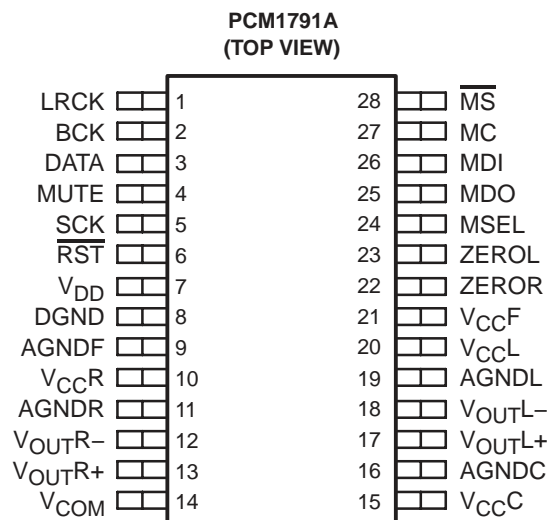 PCM1791A
(TOP VIEW)
LRCK 1 28 M̅S̅
BCK 2 27 MC
DATA 3 26 MDI
MUTE 4 25 MDO
SCK 5 24 MSEL
R̅S̅T̅ 6 23 ZEROL
VDD 7 22 ZEROR
DGND 8 21 VCCF
AGNDF 9 20 VCCL
VCCR 10 19 AGNDL
AGNDR 11 18 VOUTL−
VOUTR− 12 17 VOUTL+
VOUTR+ 13 16 AGNDC
VCOM 14 15 VCCC